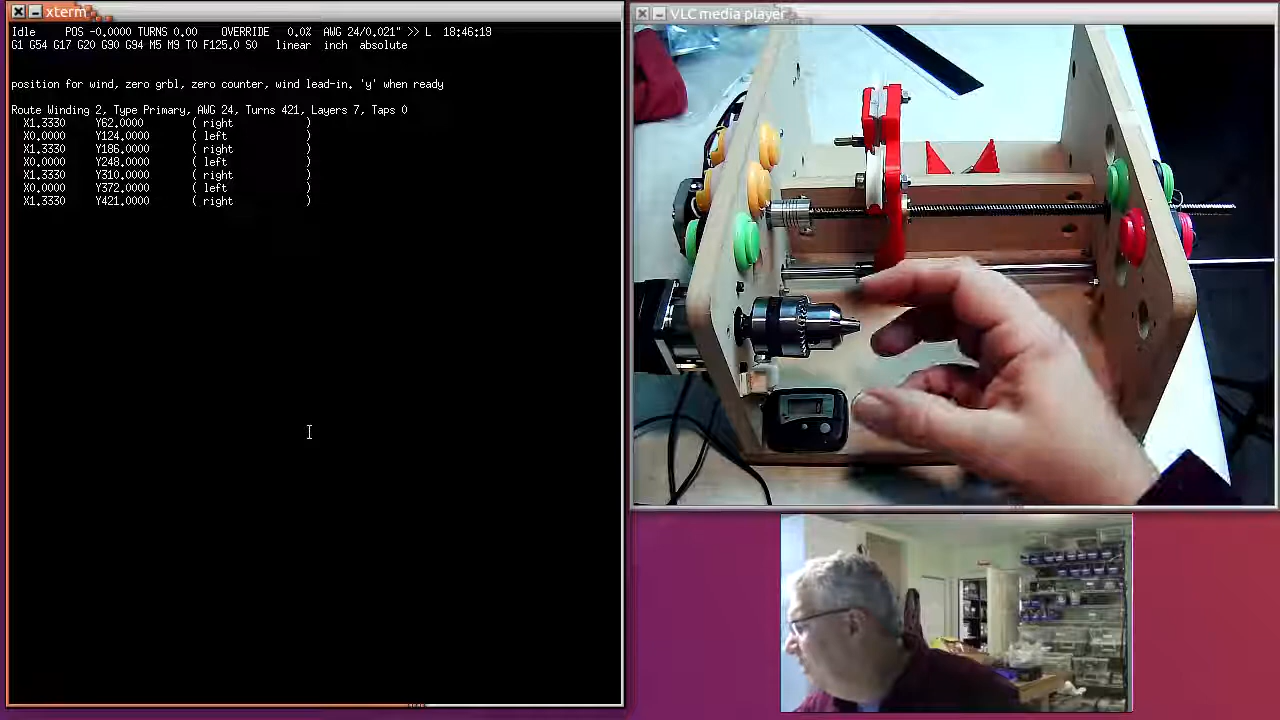 xterm
Idle POS -0.0000 TURNS 0.00 OVERRIDE 0.0% AWG 24/0.021" >> L 18:46:19
G1 G54 G17 G20 G90 G94 M5 M9 T0 F125.0 S0 linear inch absolute
position for wind, zero grbl, zero counter, wind lead-in. 'y' when ready
Route Winding 2, Type Primary, AWG 24, Turns 421, Layers 7, Taps 0
X1.3330 Y62.0000 ( right )
X0.0000 Y124.0000 ( left )
X1.3330 Y186.0000 ( right )
X0.0000 Y248.0000 ( left )
X1.3330 Y310.0000 ( right )
X0.0000 Y372.0000 ( left )
X1.3330 Y421.0000 ( right )
VLC media player